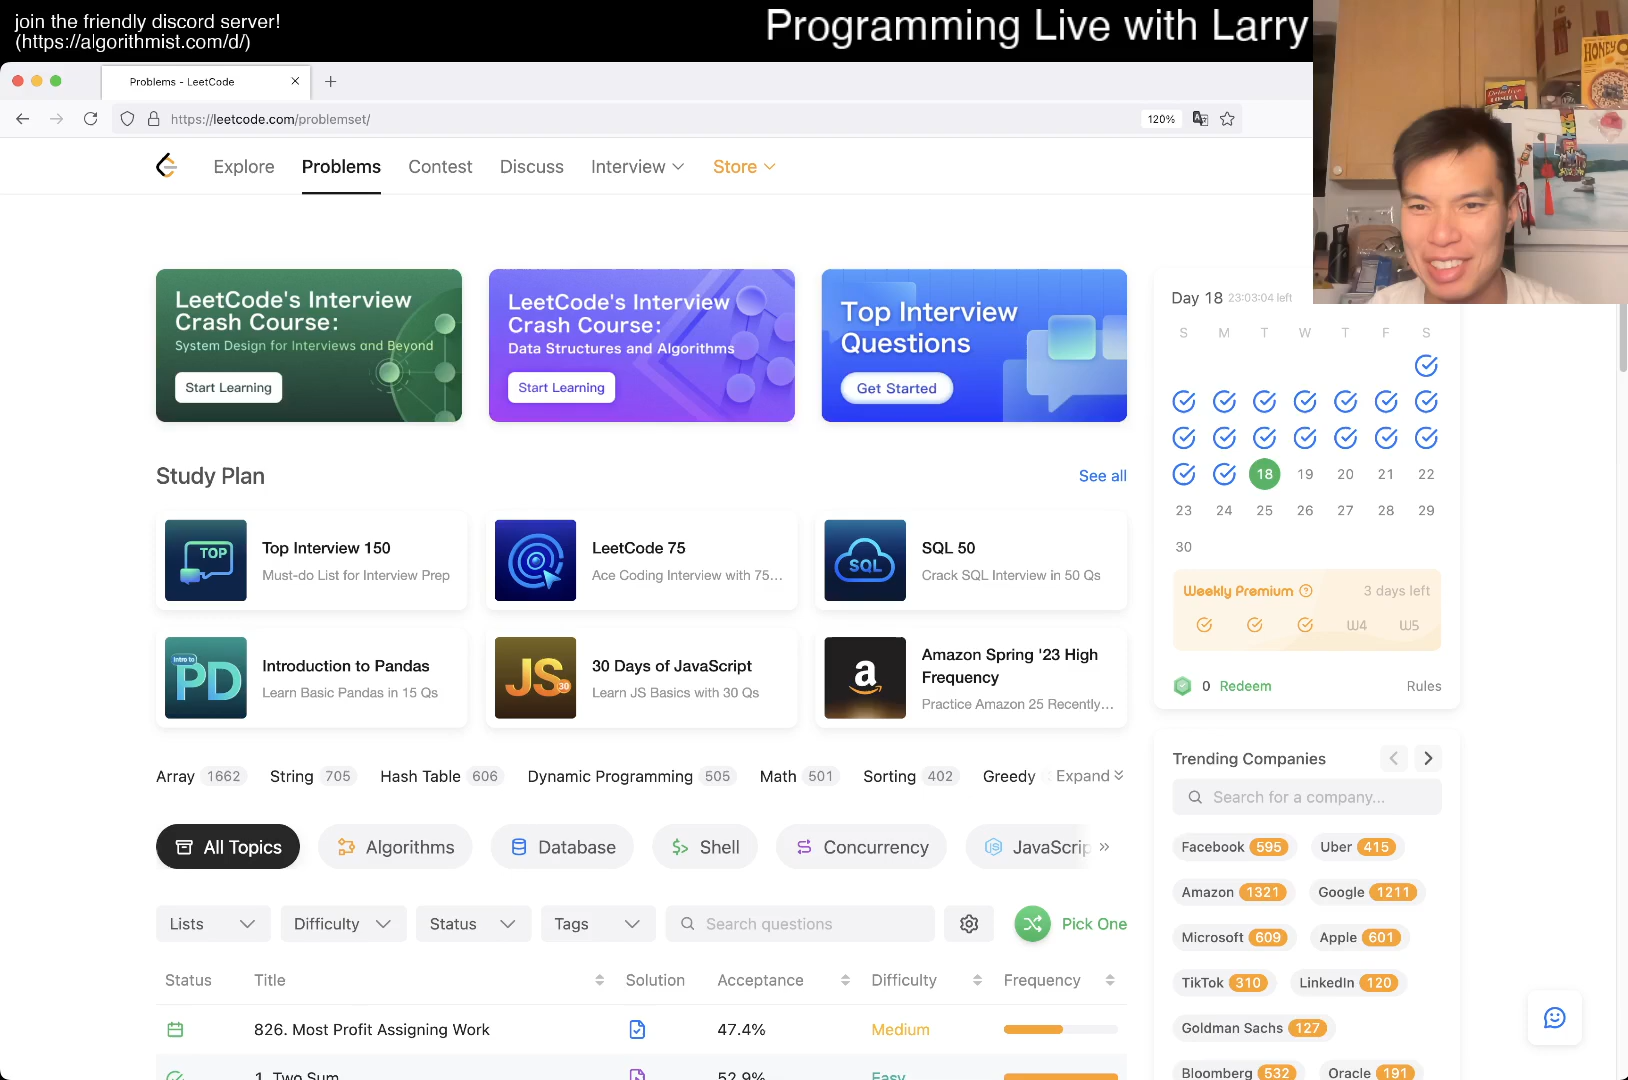 join the friendly discord server!
(https://algorithmist.com/d/)
Programming Live with Larry
Problems - LeetCode
https://leetcode.com/problemset/
120%
Explore Problems Contest Discuss Interview Store
LeetCode's Interview
Crash Course:
System Design for Interviews and Beyond
Start Learning
LeetCode's Interview
Crash Course:
Data Structures and Algorithms
Start Learning
Top Interview
Questions
Get Started
Day 18 23:03:04 left
S M T W T F S
18 19 20 21 22
23 24 25 26 27 28 29
30
Weekly Premium 3 days left
W4 W5
0 Redeem Rules
Study Plan See all
TOP
Top Interview 150
Must-do List for Interview Prep
LeetCode 75
Ace Coding Interview with 75...
SQL
SQL 50
Crack SQL Interview in 50 Qs
Intro to
PD
Introduction to Pandas
Learn Basic Pandas in 15 Qs
JS 30
30 Days of JavaScript
Learn JS Basics with 30 Qs
a
Amazon Spring '23 High
Frequency
Practice Amazon 25 Recently...
Array 1662 String 705 Hash Table 606 Dynamic Programming 505 Math 501 Sorting 402 Greedy Expand
All Topics Algorithms Database Shell Concurrency JavaScrip
Lists Difficulty Status Tags Search questions Pick One
Status Title Solution Acceptance Difficulty Frequency
826. Most Profit Assigning Work 47.4% Medium
1. Two Sum 52.9% Easy
Trending Companies
Search for a company...
Facebook 595 Uber 415
Amazon 1321 Google 1211
Microsoft 609 Apple 601
TikTok 310 LinkedIn 120
Goldman Sachs 127
Bloomberg 532 Oracle 191
HONEY